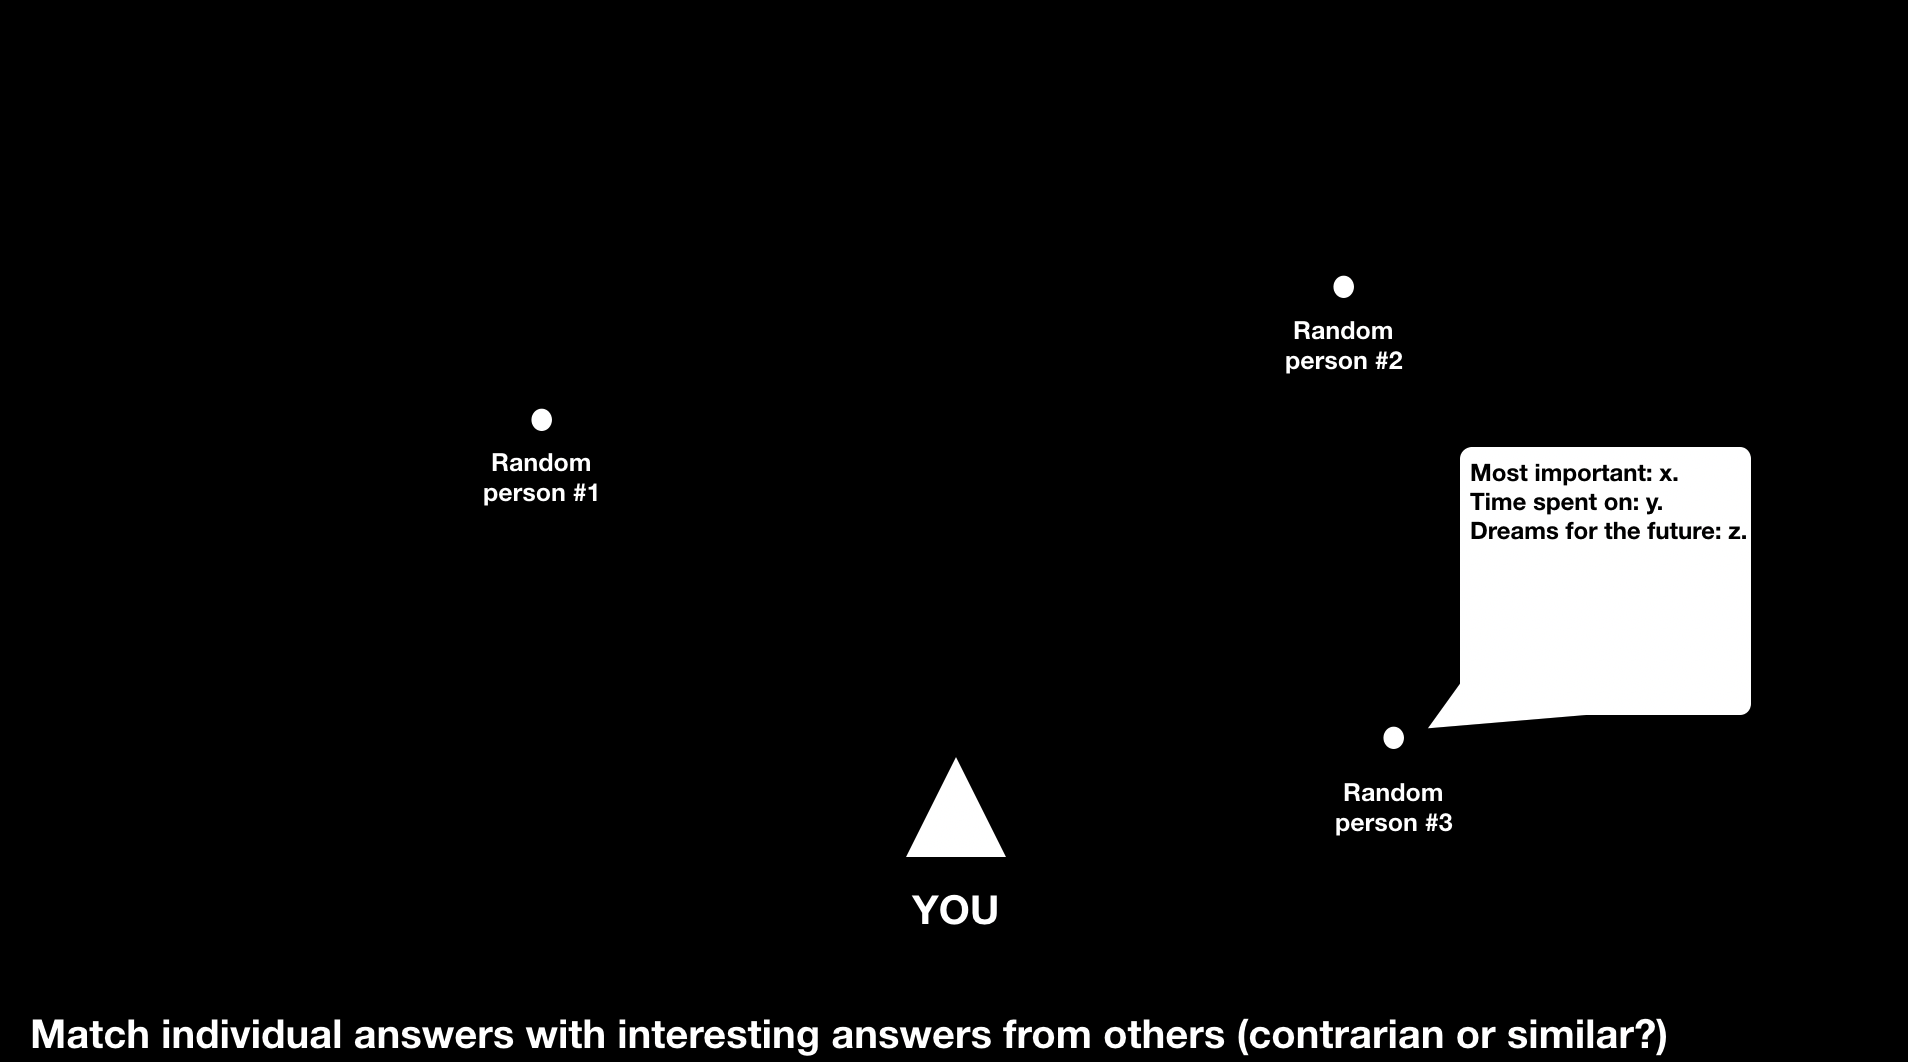 Random
person #2
Random
person #1
Most important: x.
Time spent on: y.
Dreams for the future: z.
Random
person #3
YOU
Match individual answers with interesting answers from others (contrarian or similar?)